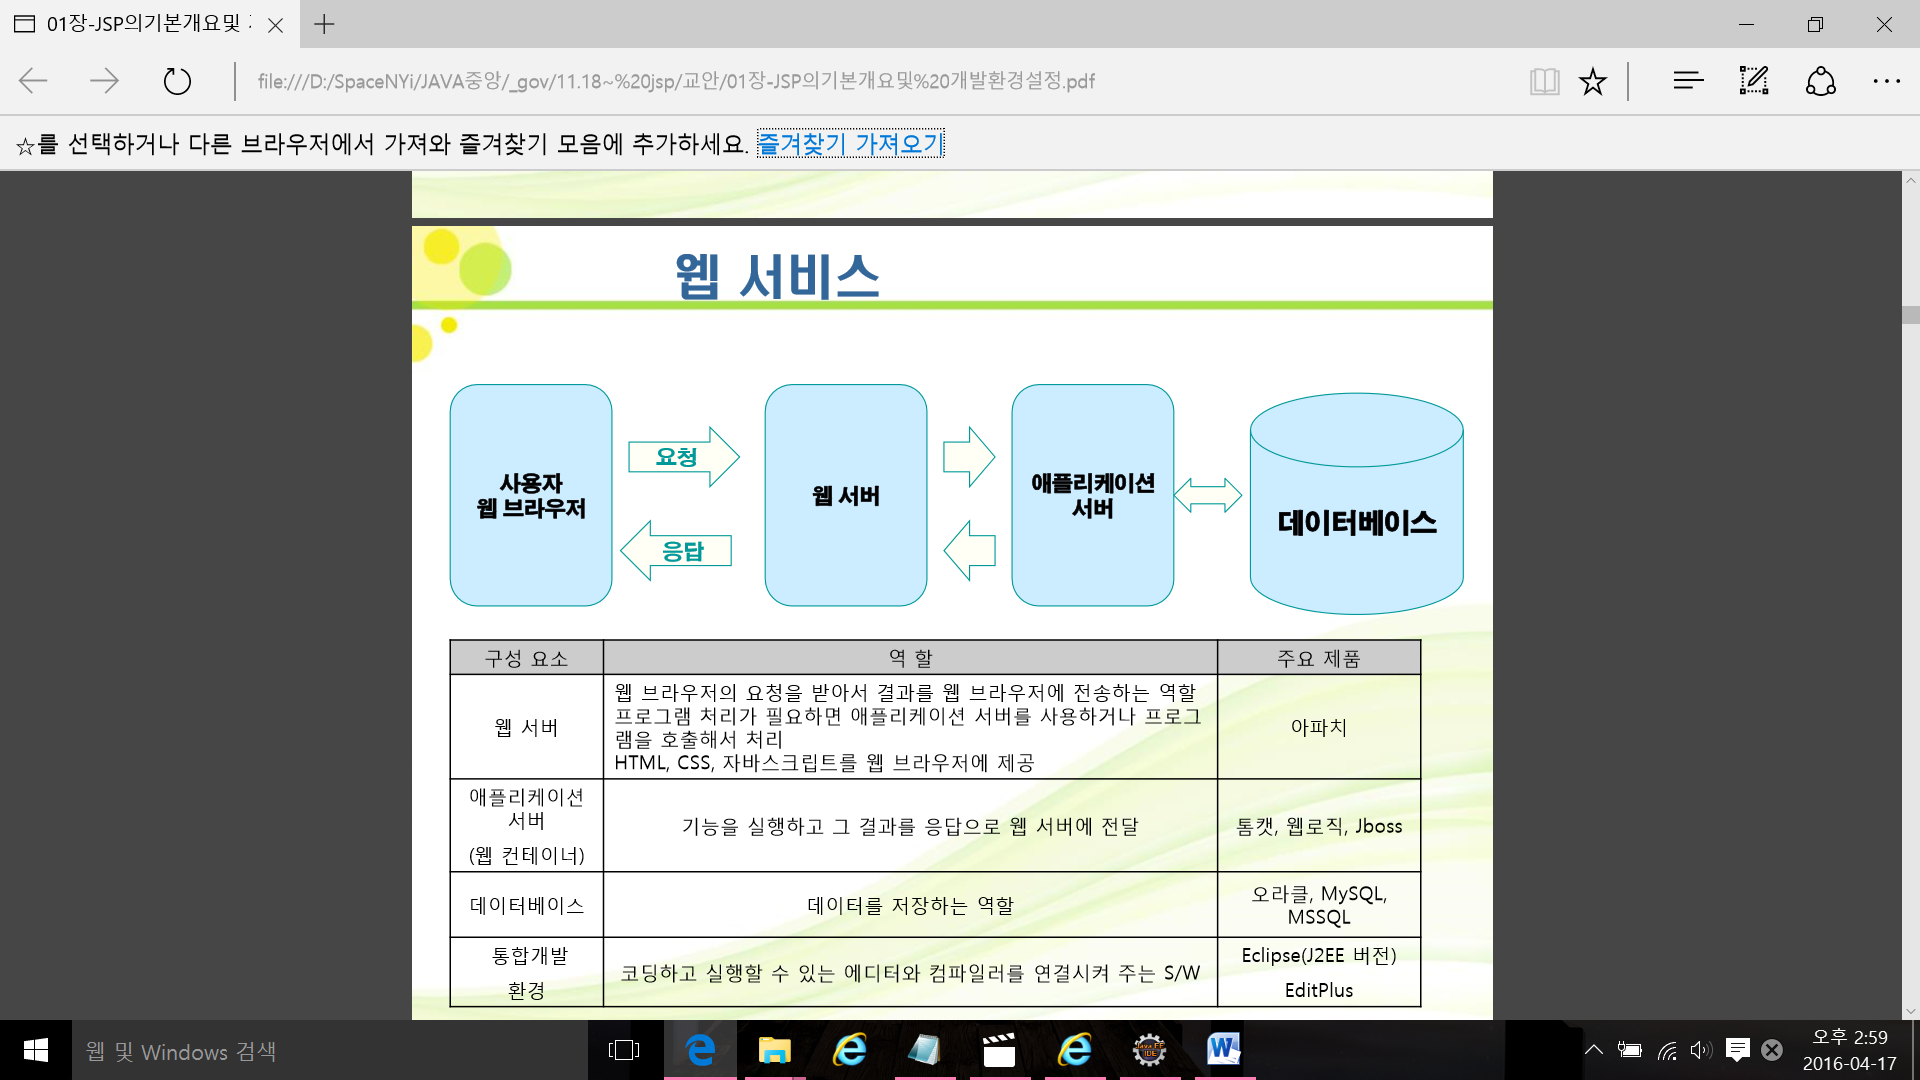 01장-JSP의기본개요및
file:///D:/SpaceNYi/JAVA중앙/_gov/11.18~%20jsp/교안/01장-JSP의기본개요및%20개발환경설정.pdf
☆를 선택하거나 다른 브라우저에서 가져와 즐겨찾기 모음에 추가하세요. 즐겨찾기 가져오기
웹 서비스
사용자
웹 브라우저
요청
응답
웹 서버
애플리케이션
서버
데이터베이스
구성 요소
역 할
주요 제품
웹 서버
웹 브라우저의 요청을 받아서 결과를 웹 브라우저에 전송하는 역할
프로그램 처리가 필요하면 애플리케이션 서버를 사용하거나 프로그
램을 호출해서 처리
HTML, CSS, 자바스크립트를 웹 브라우저에 제공
아파치
애플리케이션
서버
(웹 컨테이너)
기능을 실행하고 그 결과를 응답으로 웹 서버에 전달
톰캣, 웹로직, Jboss
데이터베이스
데이터를 저장하는 역할
오라클, MySQL,
MSSQL
통합개발
환경
코딩하고 실행할 수 있는 에디터와 컴파일러를 연결시켜 주는 S/W
Eclipse(J2EE 버전)
EditPlus
웹 및 Windows 검색
Java EE
IDE
오후 2:59
2016-04-17